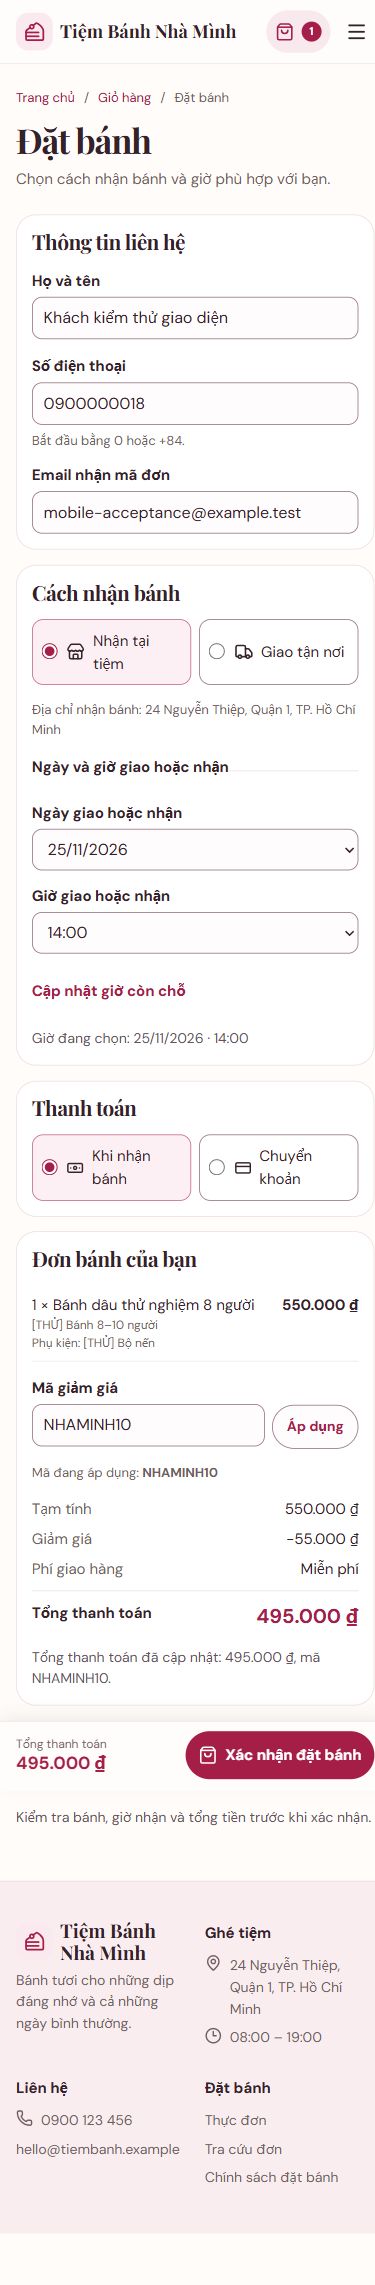 Tiệm Bánh Nhà Mình
1
Trang chủ / Giỏ hàng / Đặt bánh
Đặt bánh
Chọn cách nhận bánh và giờ phù hợp với bạn.
Thông tin liên hệ
Họ và tên
Khách kiểm thử giao diện
Số điện thoại
0900000018
Bắt đầu bằng 0 hoặc +84.
Email nhận mã đơn
mobile-acceptance@example.test
Cách nhận bánh
Nhận tại
tiệm
Giao tận nơi
Địa chỉ nhận bánh: 24 Nguyễn Thiệp, Quận 1, TP. Hồ Chí
Minh
Ngày và giờ giao hoặc nhận
Ngày giao hoặc nhận
25/11/2026
Giờ giao hoặc nhận
14:00
Cập nhật giờ còn chỗ
Giờ đang chọn: 25/11/2026 · 14:00
Thanh toán
Khi nhận
bánh
Chuyển
khoản
Đơn bánh của bạn
1 × Bánh dâu thử nghiệm 8 người 550.000 ₫
[THỬ] Bánh 8–10 người
Phụ kiện: [THỬ] Bộ nến
Mã giảm giá
NHAMINH10
Áp dụng
Mã đang áp dụng: NHAMINH10
Tạm tính 550.000 ₫
Giảm giá -55.000 ₫
Phí giao hàng Miễn phí
Tổng thanh toán 495.000 ₫
Tổng thanh toán đã cập nhật: 495.000 ₫, mã
NHAMINH10.
Tổng thanh toán
495.000 ₫
Xác nhận đặt bánh
Kiểm tra bánh, giờ nhận và tổng tiền trước khi xác nhận.
Tiệm Bánh
Nhà Mình
Bánh tươi cho những dịp
đáng nhớ và cả những
ngày bình thường.
Ghé tiệm
24 Nguyễn Thiệp,
Quận 1, TP. Hồ Chí
Minh
08:00 – 19:00
Liên hệ
0900 123 456
hello@tiembanh.example
Đặt bánh
Thực đơn
Tra cứu đơn
Chính sách đặt bánh